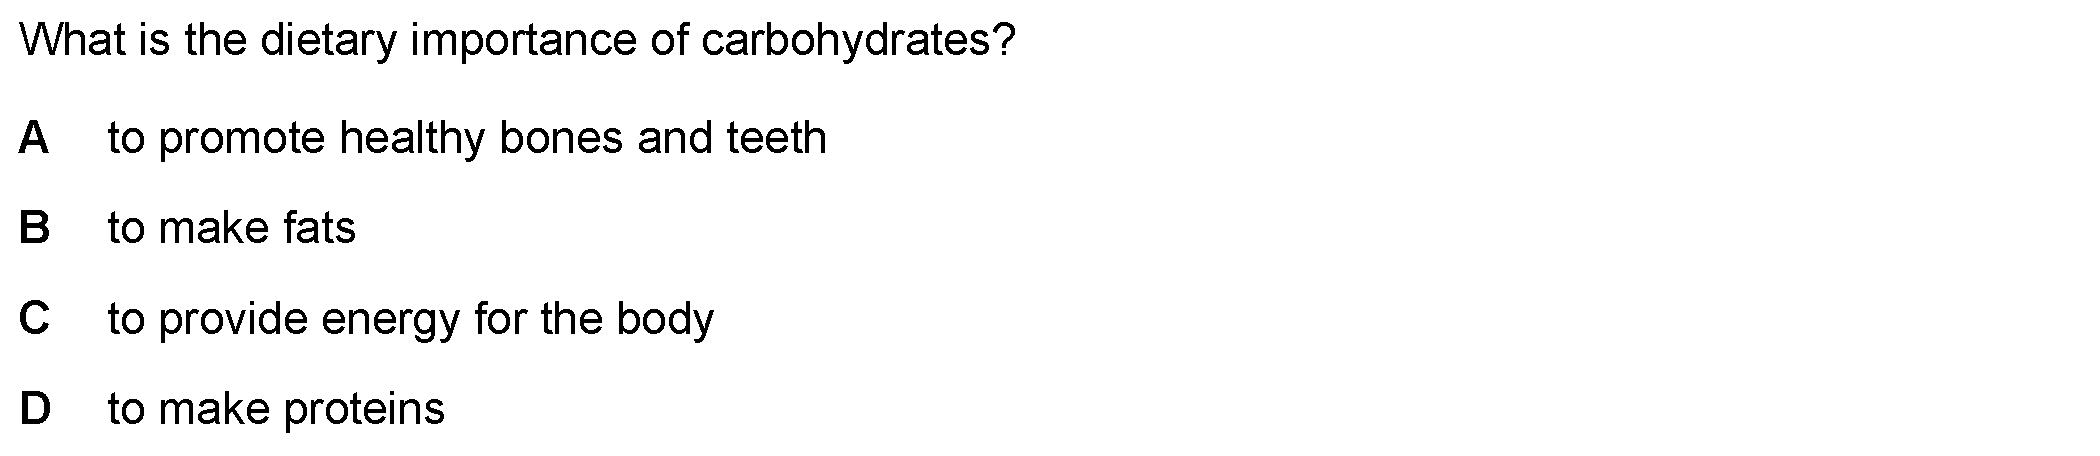 What is the dietary importance of carbohydrates?
A to promote healthy bones and teeth
B to make fats
C to provide energy for the body
D to make proteins